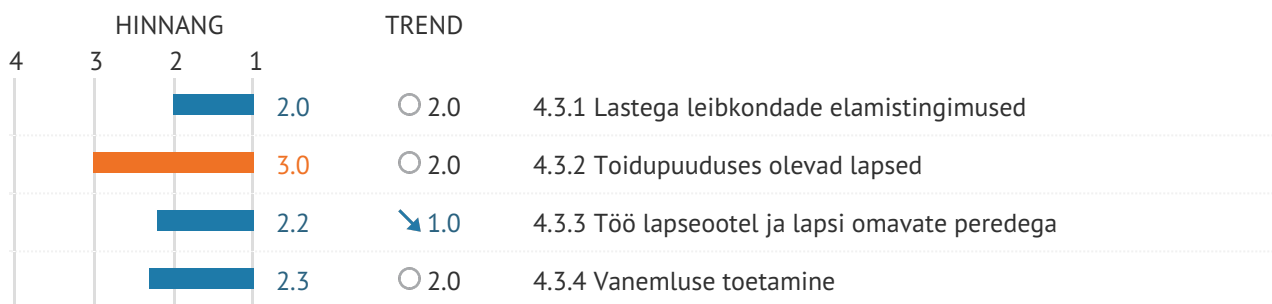 HINNANG TREND
4 3 2 1
2.0 2.0 4.3.1 Lastega leibkondade elamistingimused
3.0 2.0 4.3.2 Toidupuuduses olevad lapsed
2.2 1.0 4.3.3 Töö lapseootel ja lapsi omavate peredega
2.3 2.0 4.3.4 Vanemluse toetamine